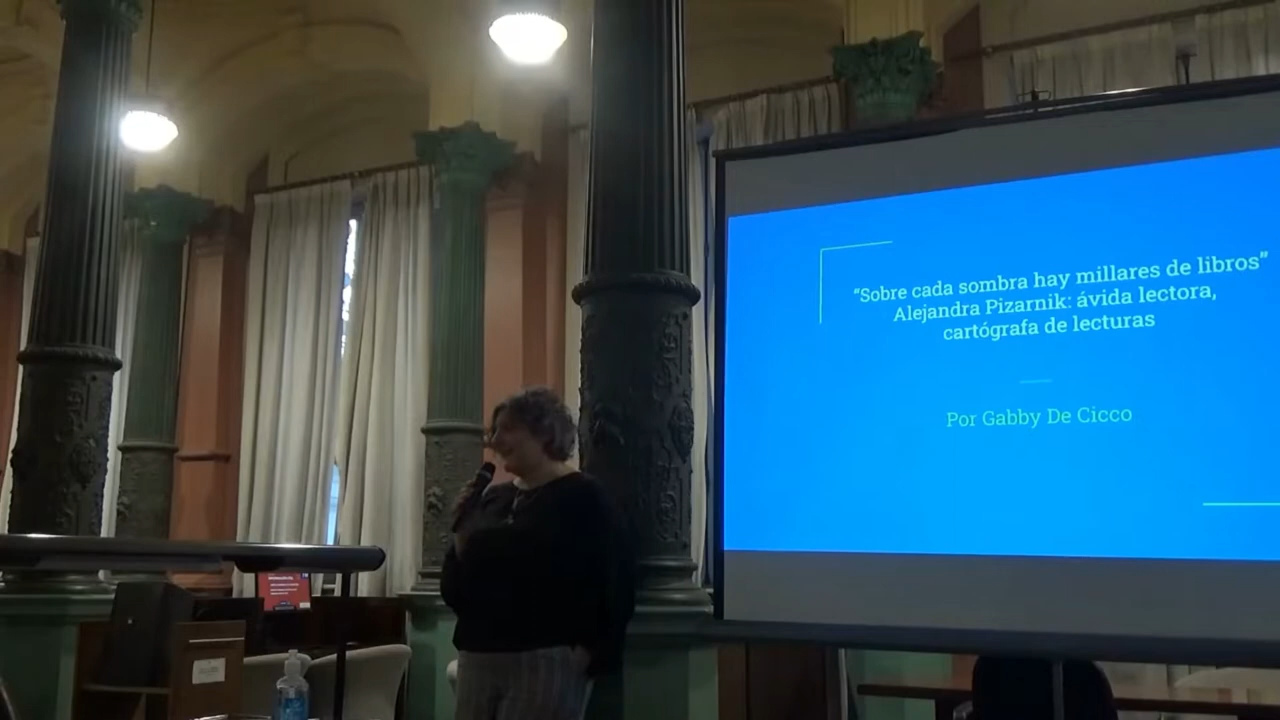 “Sobre cada sombra hay millares de libros”
Alejandra Pizarnik: ávida lectora,
cartógrafa de lecturas
Por Gabby De Cicco